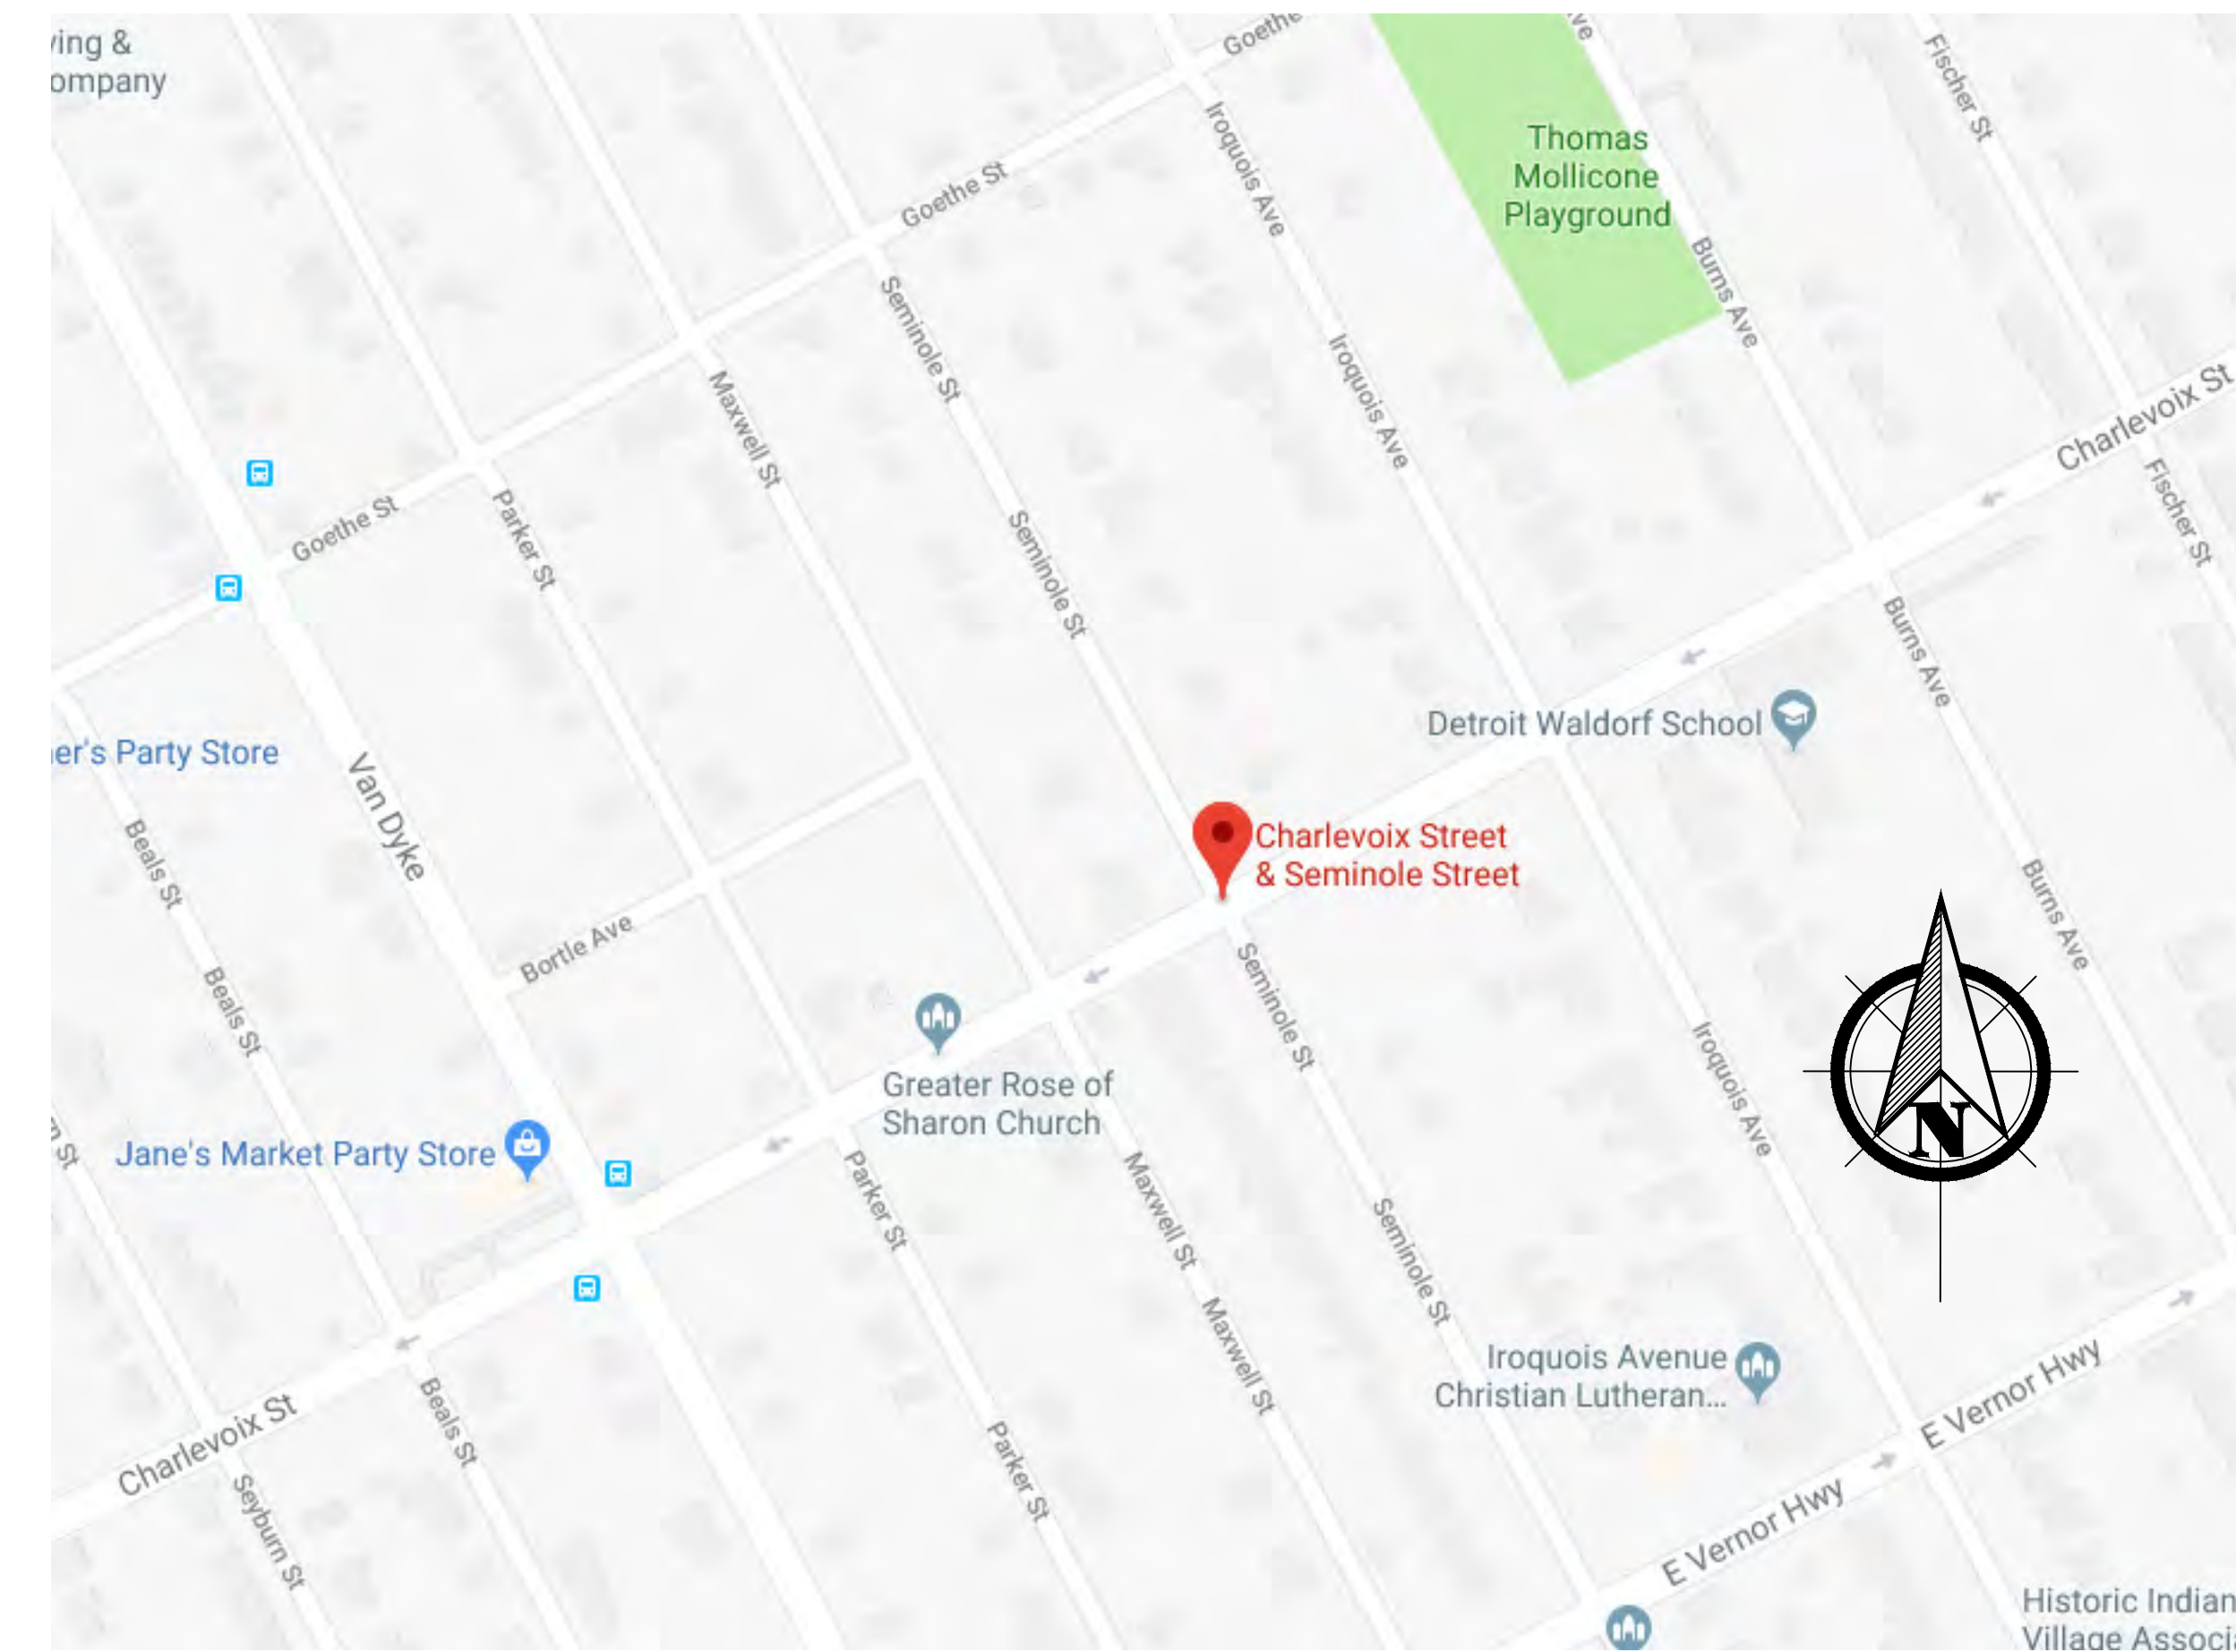 ving &
ompany
Goethe
ve
Fischer St
Thomas
Mollicone
Playground
Iroquois Ave
Goethe St
Burns Ave
Seminole St
Iroquois Ave
Maxwell St
Charlevoix St
Fischer St
Goethe St
Parker St
Seminole St
Burns Ave
Detroit Waldorf School
er's Party Store
Van Dyke
Beals St
Charlevoix Street
& Seminole Street
Burns Ave
Bortle Ave
Beals St
Seminole St
Greater Rose of
Sharon Church
Iroquois Ave
N
n St
Jane's Market Party Store
Parker St
Maxwell St
Seminole St
Maxwell St
Iroquois Avenue
Christian Lutheran...
E Vernor Hwy
Charlevoix St
Beals St
Parker St
Seyburn St
E Vernor Hwy
Historic Indian
Village Associ